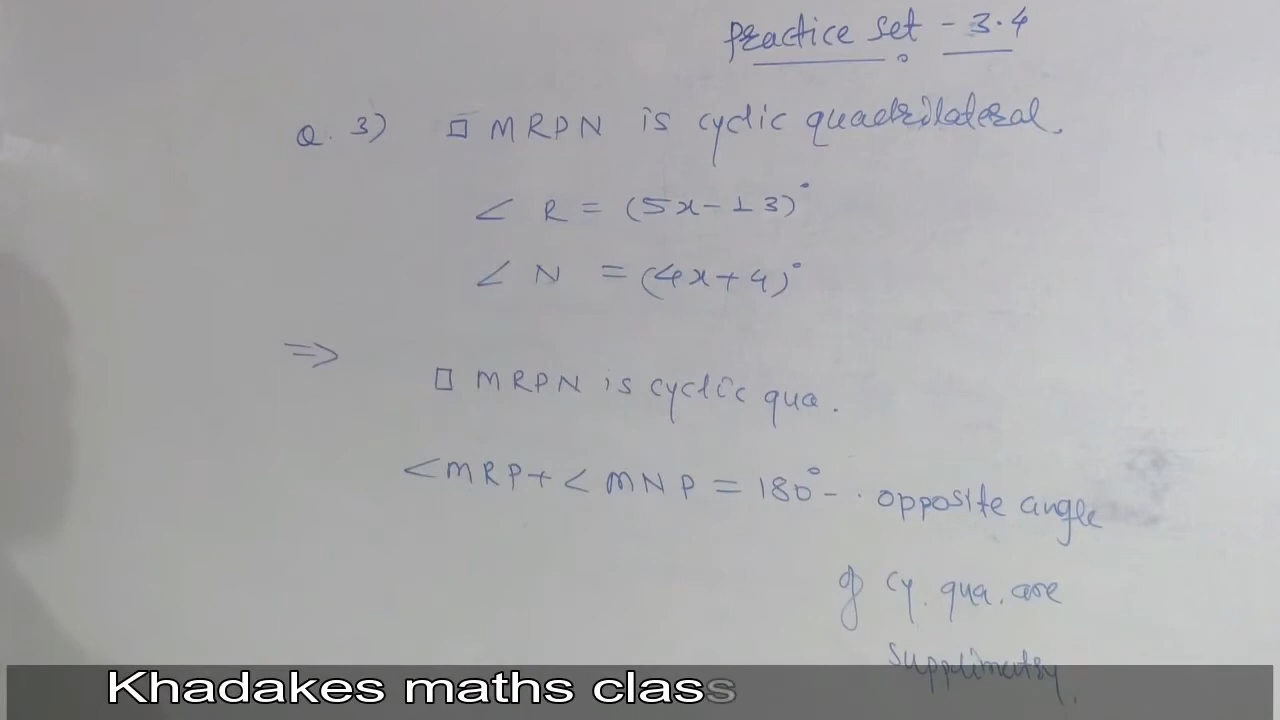 Practice set - 3.4
Q. 3) □ MRPN is cyclic quadrilateral.
∠ R = (5x-13)°
∠ N = (4x+4)°
⇒
□ MRPN is cyclic qua.
∠MRP + ∠MNP = 180° - . opposite angle
of cy. qua. are
supplimatry.
Khadakes maths class